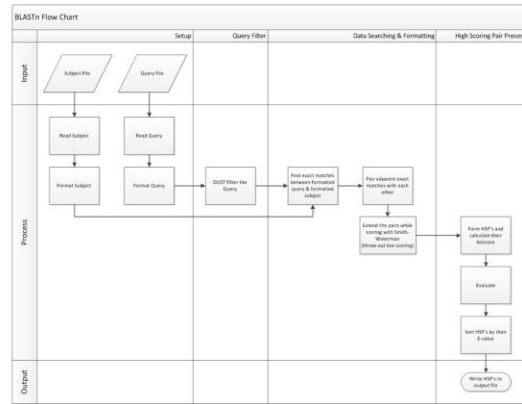 BLASTn Flow Chart
Setup
Query Filter
Data Searching & Formatting
High Scoring Pair Proces
Input
Subject File
Query File
Process
Read Subject
Read Query
Format Subject
Format Query
DUST Filter the
Query
Find exact matches
between formatted
query & formatted
subject
Pair adjacent exact
matches with each
other
Extend the pairs while
scoring with Smith-
Waterman
(throw out low scoring)
Form HSP's and
calculate their
bitscore
Evaluate
Sort HSP's by their
E-value
Output
Write HSP's to
output file